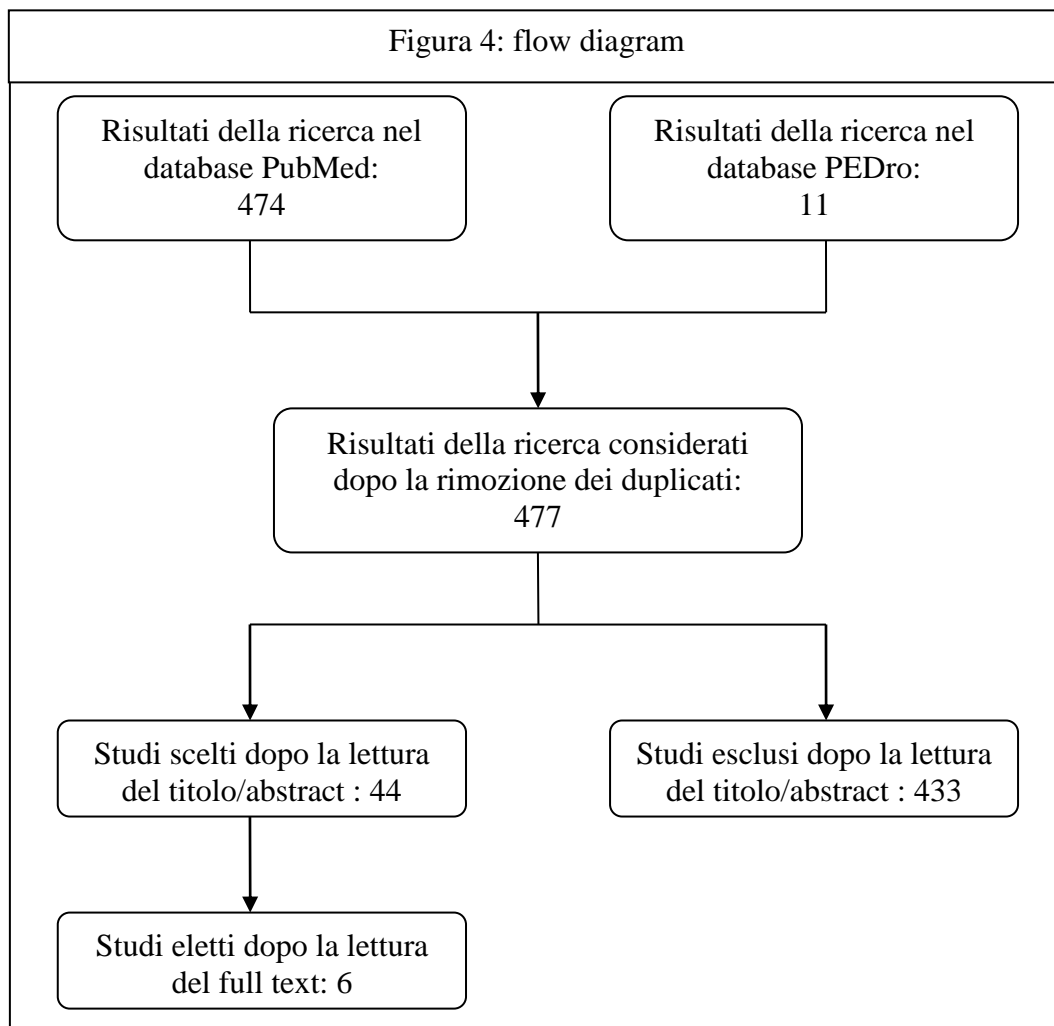 Figura 4: flow diagram
Risultati della ricerca nel
database PubMed:
474
Risultati della ricerca nel
database PEDro:
11
Risultati della ricerca considerati
dopo la rimozione dei duplicati:
477
Studi scelti dopo la lettura
del titolo/abstract : 44
Studi esclusi dopo la lettura
del titolo/abstract : 433
Studi eletti dopo la lettura
del full text: 6